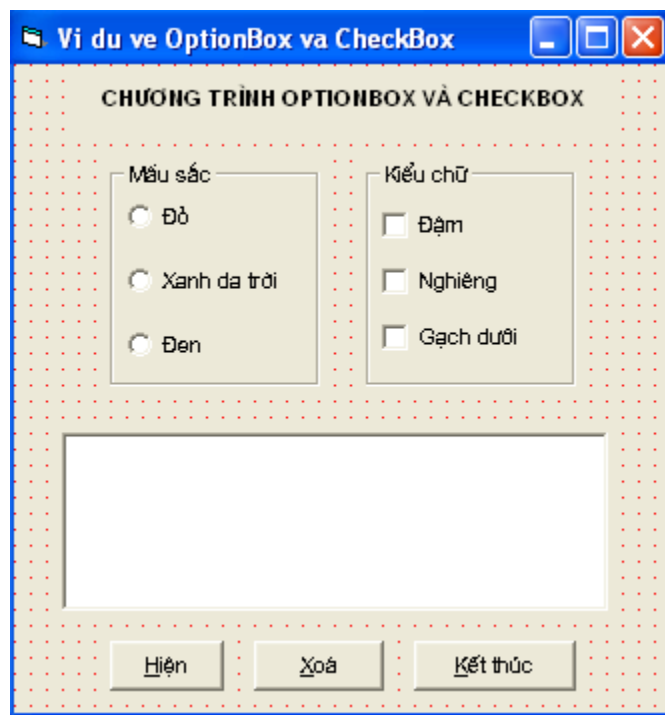 Vi du ve OptionBox va CheckBox
CHƯƠNG TRÌNH OPTIONBOX VÀ CHECKBOX
Mầu sắc
Đỏ
Xanh da trời
Đen
Kiểu chữ
Đậm
Nghiêng
Gạch dưới
Hiện
Xoá
Kết thúc